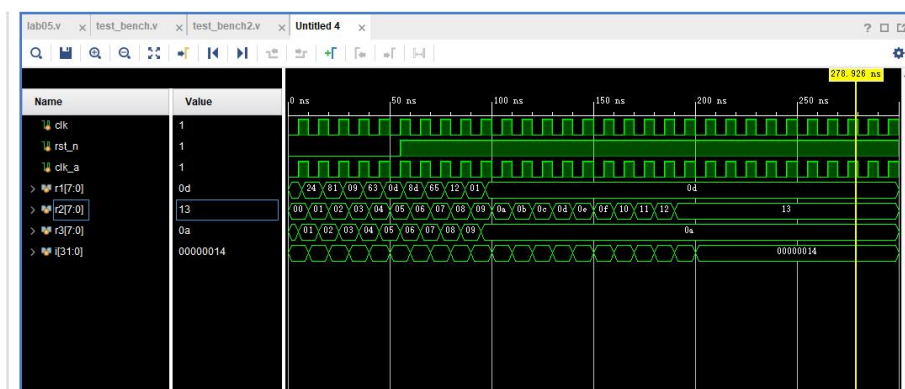 lab05.v × test_bench.v × test_bench2.v × Untitled 4 × ?
278.926 ns
Name Value 0 ns 50 ns 100 ns 150 ns 200 ns 250 ns
clk 1
rst_n 1
clk_a 1
r1[7:0] 0d 24 81 09 63 0d 8d 65 12 01 0d
r2[7:0] 13 00 01 02 03 04 05 06 07 08 09 0a 0b 0c 0d 0e 0f 10 11 12 13
r3[7:0] 0a 01 02 03 04 05 06 07 08 09 0a
i[31:0] 00000014 00000014